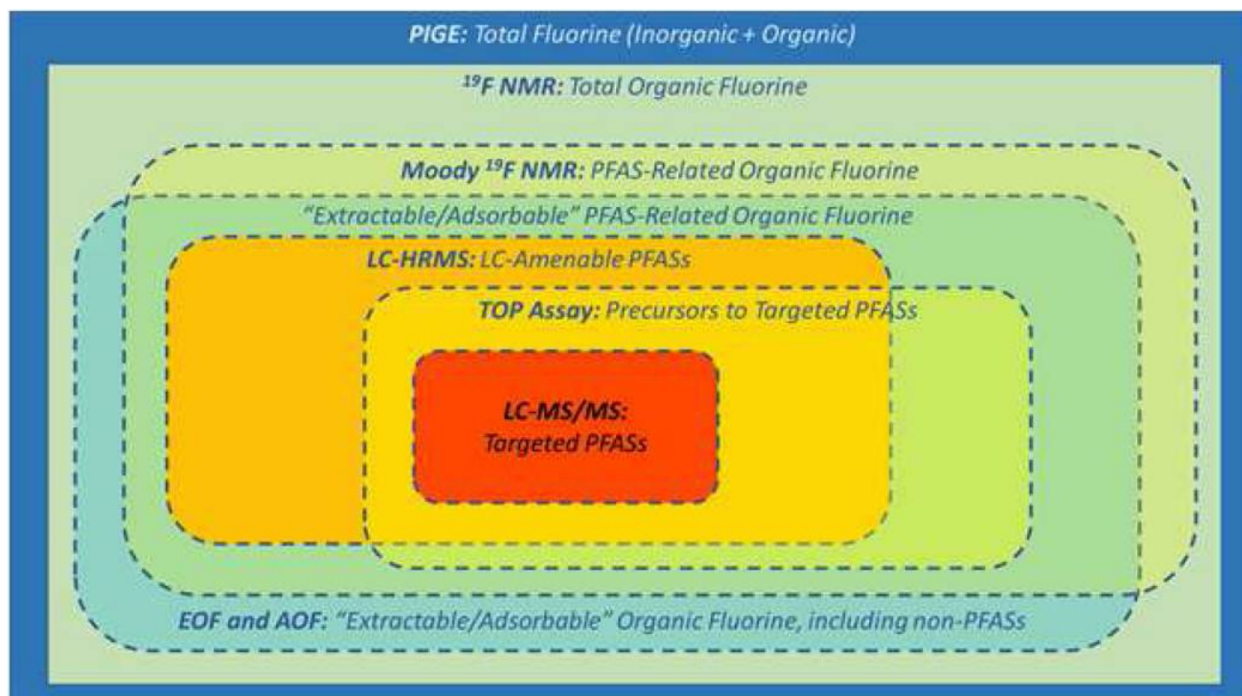 PIGE: Total Fluorine (Inorganic + Organic)
¹⁹F NMR: Total Organic Fluorine
Moody ¹⁹F NMR: PFAS-Related Organic Fluorine
“Extractable/Adsorbable” PFAS-Related Organic Fluorine
LC-HRMS: LC-Amenable PFASs
TOP Assay: Precursors to Targeted PFASs
LC-MS/MS:
Targeted PFASs
EOF and AOF: “Extractable/Adsorbable” Organic Fluorine, including non-PFASs